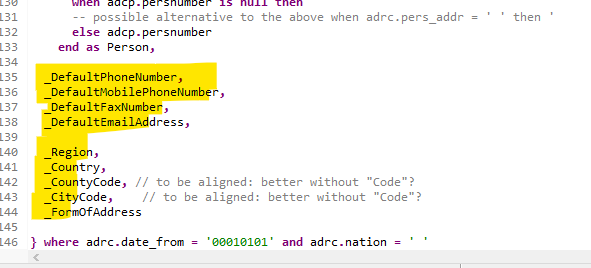 130 when adcp.persnumber is null then
131 -- possible alternative to the above when adrc.pers_addr = ' ' then '
132 else adcp.persnumber
133 end as Person,
134
135 _DefaultPhoneNumber,
136 _DefaultMobilePhoneNumber,
137 _DefaultFaxNumber,
138 _DefaultEmailAddress,
139
140 _Region,
141 _Country,
142 _CountyCode, // to be aligned: better without "Code"?
143 _CityCode, // to be aligned: better without "Code"?
144 _FormOfAddress
145
146 } where adrc.date_from = '00010101' and adrc.nation = ' '